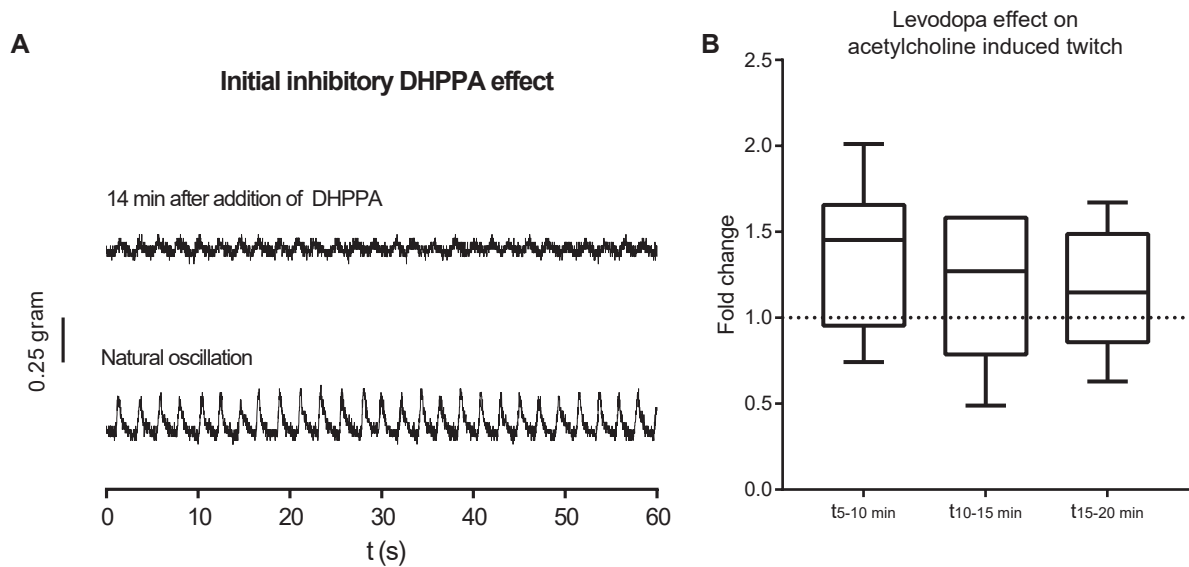 A
Initial inhibitory DHPPA effect
14 min after addition of DHPPA
0.25 gram
Natural oscillation
0 10 20 30 40 50 60
t (s)
B
Levodopa effect on
acetylcholine induced twitch
2.5
2.0
1.5
1.0
0.5
0.0
Fold change
t5-10 min t10-15 min t15-20 min